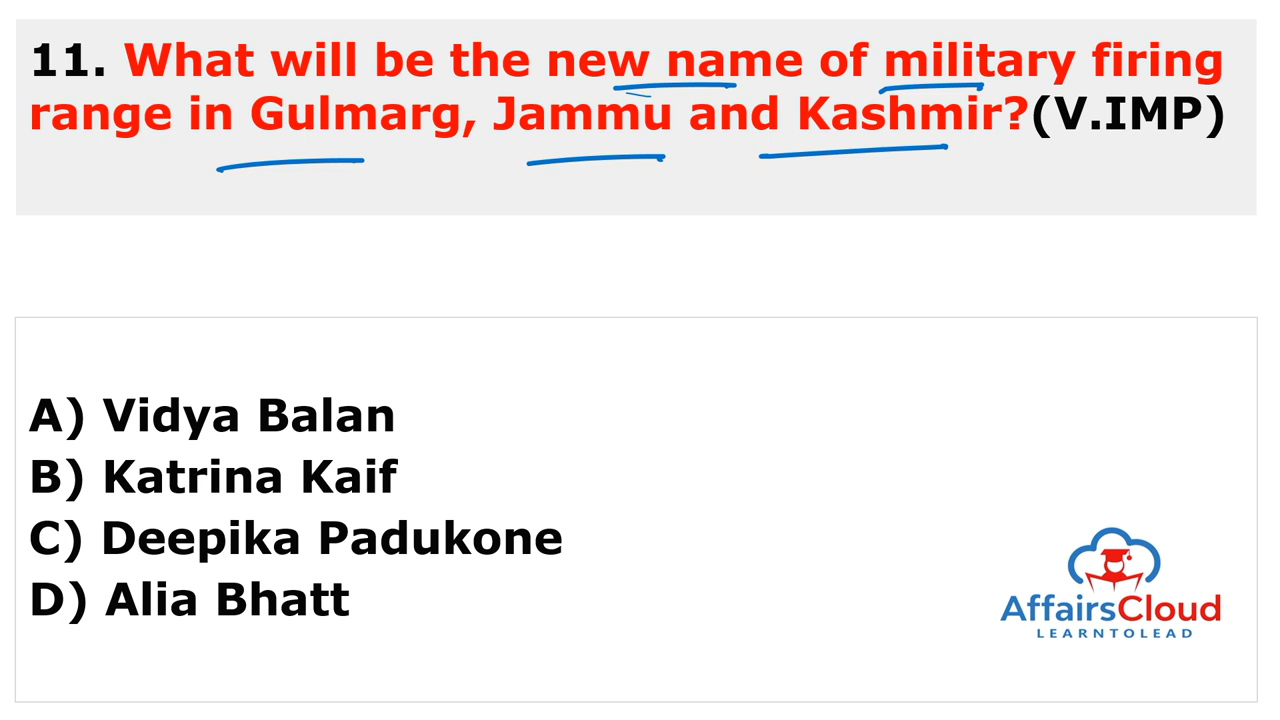 11. What will be the new name of military firing
range in Gulmarg, Jammu and Kashmir?(V.IMP)
A) Vidya Balan
B) Katrina Kaif
C) Deepika Padukone
D) Alia Bhatt
AffairsCloud
LEARNTOLEAD